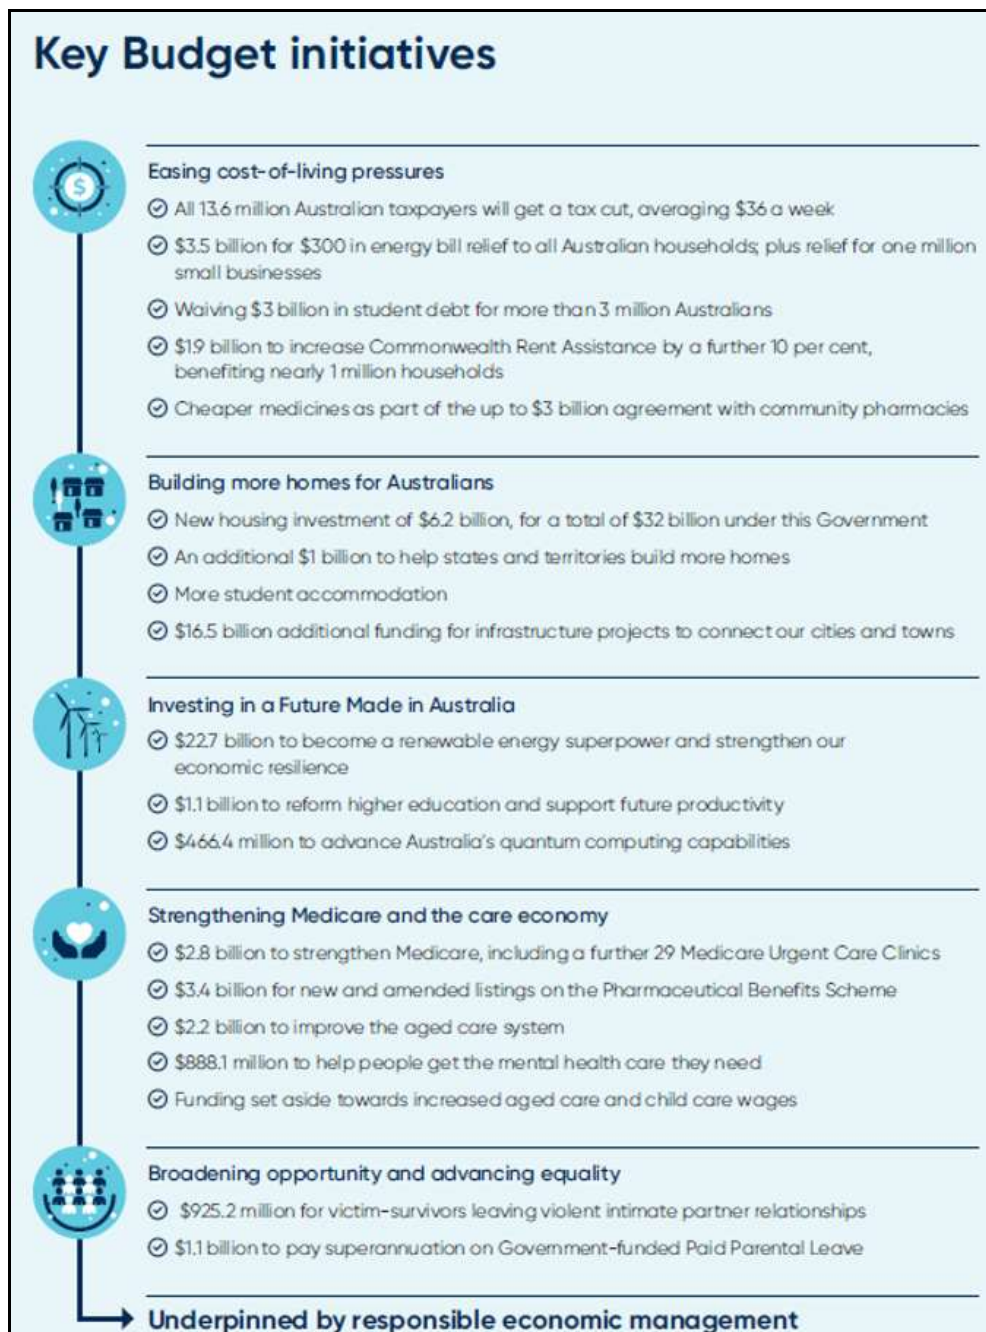 Key Budget initiatives
Easing cost-of-living pressures
All 13.6 million Australian taxpayers will get a tax cut, averaging $36 a week
$3.5 billion for $300 in energy bill relief to all Australian households; plus relief for one million
small businesses
Waiving $3 billion in student debt for more than 3 million Australians
$1.9 billion to increase Commonwealth Rent Assistance by a further 10 per cent,
benefiting nearly 1 million households
Cheaper medicines as part of the up to $3 billion agreement with community pharmacies
Building more homes for Australians
New housing investment of $6.2 billion, for a total of $32 billion under this Government
An additional $1 billion to help states and territories build more homes
More student accommodation
$16.5 billion additional funding for infrastructure projects to connect our cities and towns
Investing in a Future Made in Australia
$22.7 billion to become a renewable energy superpower and strengthen our
economic resilience
$1.1 billion to reform higher education and support future productivity
$466.4 million to advance Australia's quantum computing capabilities
Strengthening Medicare and the care economy
$2.8 billion to strengthen Medicare, including a further 29 Medicare Urgent Care Clinics
$3.4 billion for new and amended listings on the Pharmaceutical Benefits Scheme
$2.2 billion to improve the aged care system
$888.1 million to help people get the mental health care they need
Funding set aside towards increased aged care and child care wages
Broadening opportunity and advancing equality
$925.2 million for victim-survivors leaving violent intimate partner relationships
$1.1 billion to pay superannuation on Government-funded Paid Parental Leave
Underpinned by responsible economic management